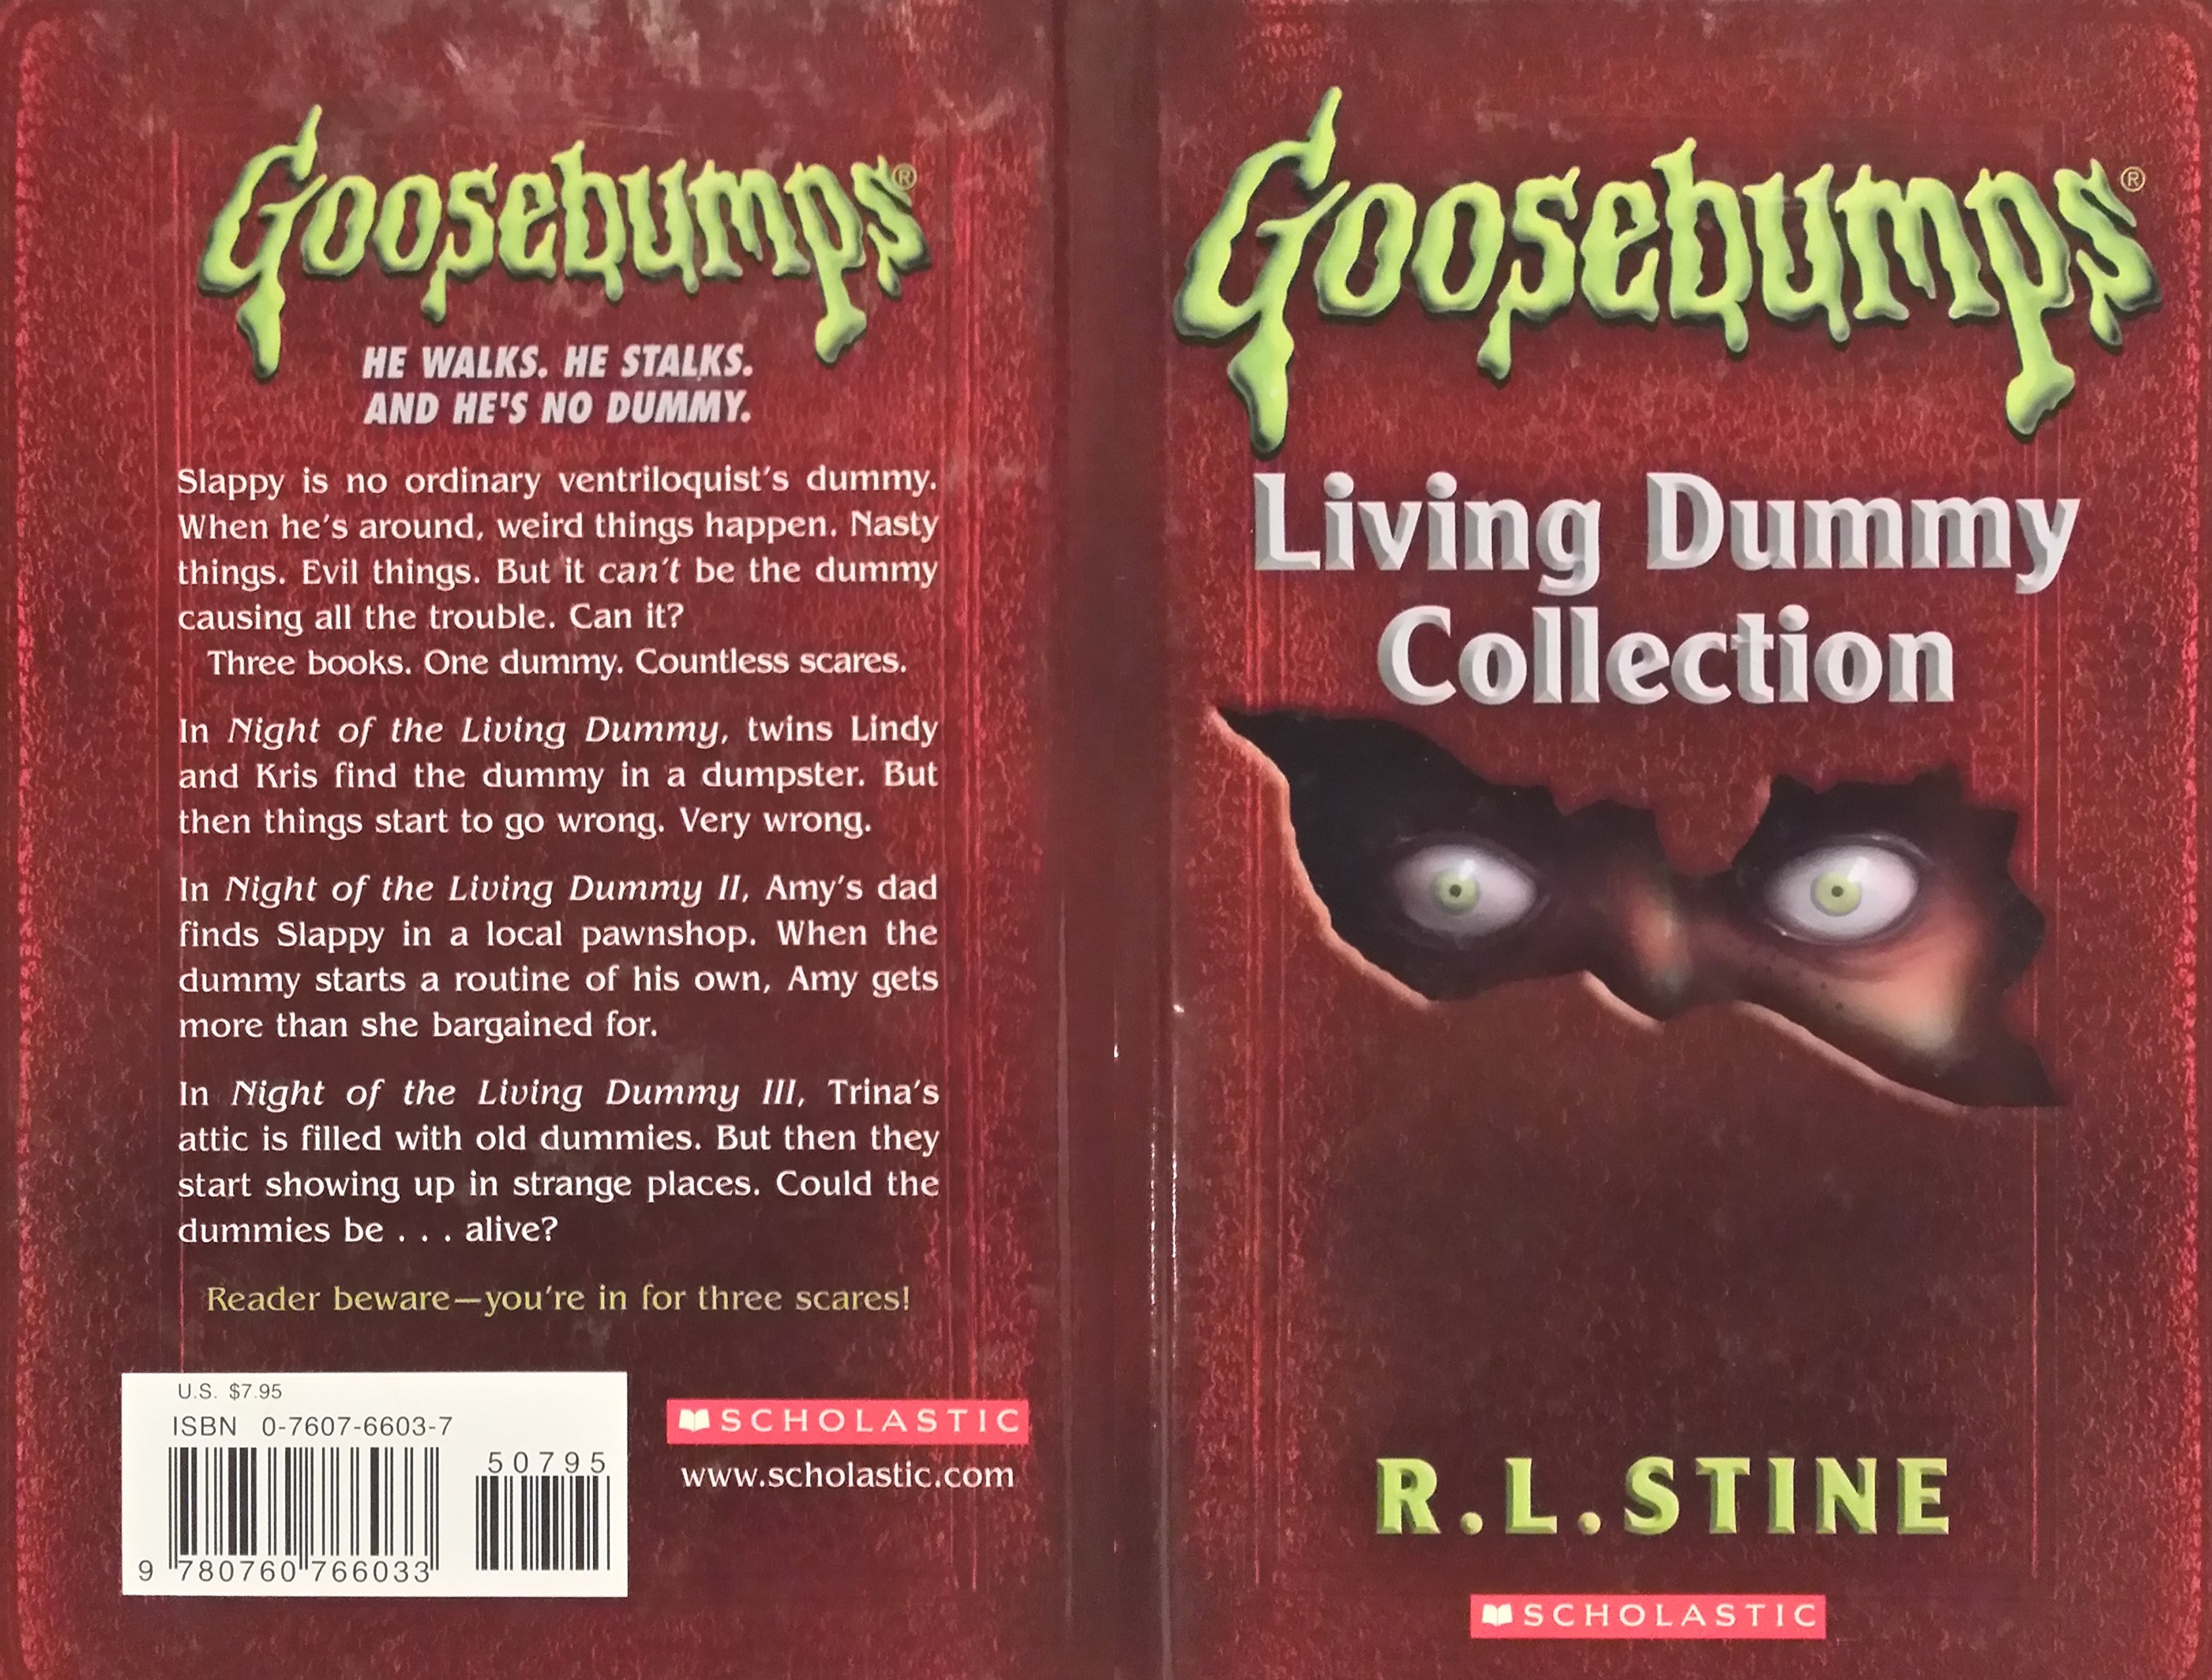 Goosebumps®
HE WALKS. HE STALKS.
AND HE'S NO DUMMY.
Slappy is no ordinary ventriloquist's dummy.
When he's around, weird things happen. Nasty
things. Evil things. But it can't be the dummy
causing all the trouble. Can it?
Three books. One dummy. Countless scares.
In Night of the Living Dummy, twins Lindy
and Kris find the dummy in a dumpster. But
then things start to go wrong. Very wrong.
In Night of the Living Dummy II, Amy's dad
finds Slappy in a local pawnshop. When the
dummy starts a routine of his own, Amy gets
more than she bargained for.
In Night of the Living Dummy III, Trina's
attic is filled with old dummies. But then they
start showing up in strange places. Could the
dummies be . . . alive?
Reader beware—you're in for three scares!
U.S. $7.95
ISBN 0-7607-6603-7
50795
9 780760 766033
SCHOLASTIC
www.scholastic.com
Goosebumps®
Living Dummy
Collection
R.L.STINE
SCHOLASTIC